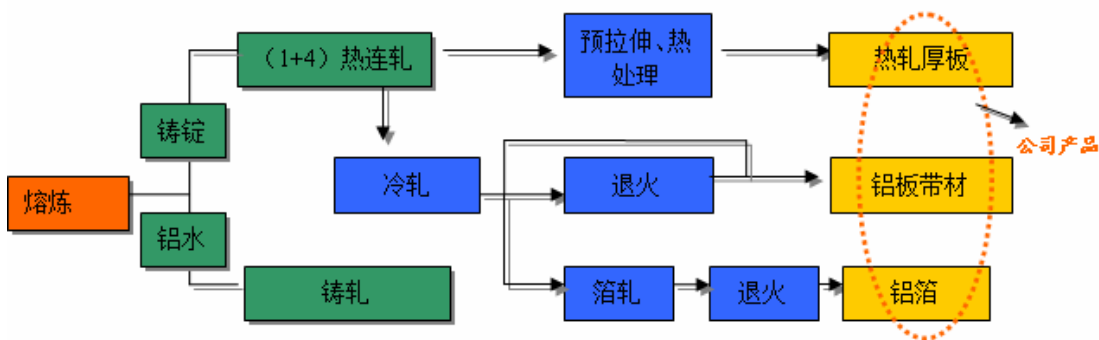 (1+4)热连轧
预拉伸、热
处理
热轧厚板
公司产品
铸锭
冷轧
退火
铝板带材
熔炼
铝水
铸轧
箔轧
退火
铝箔